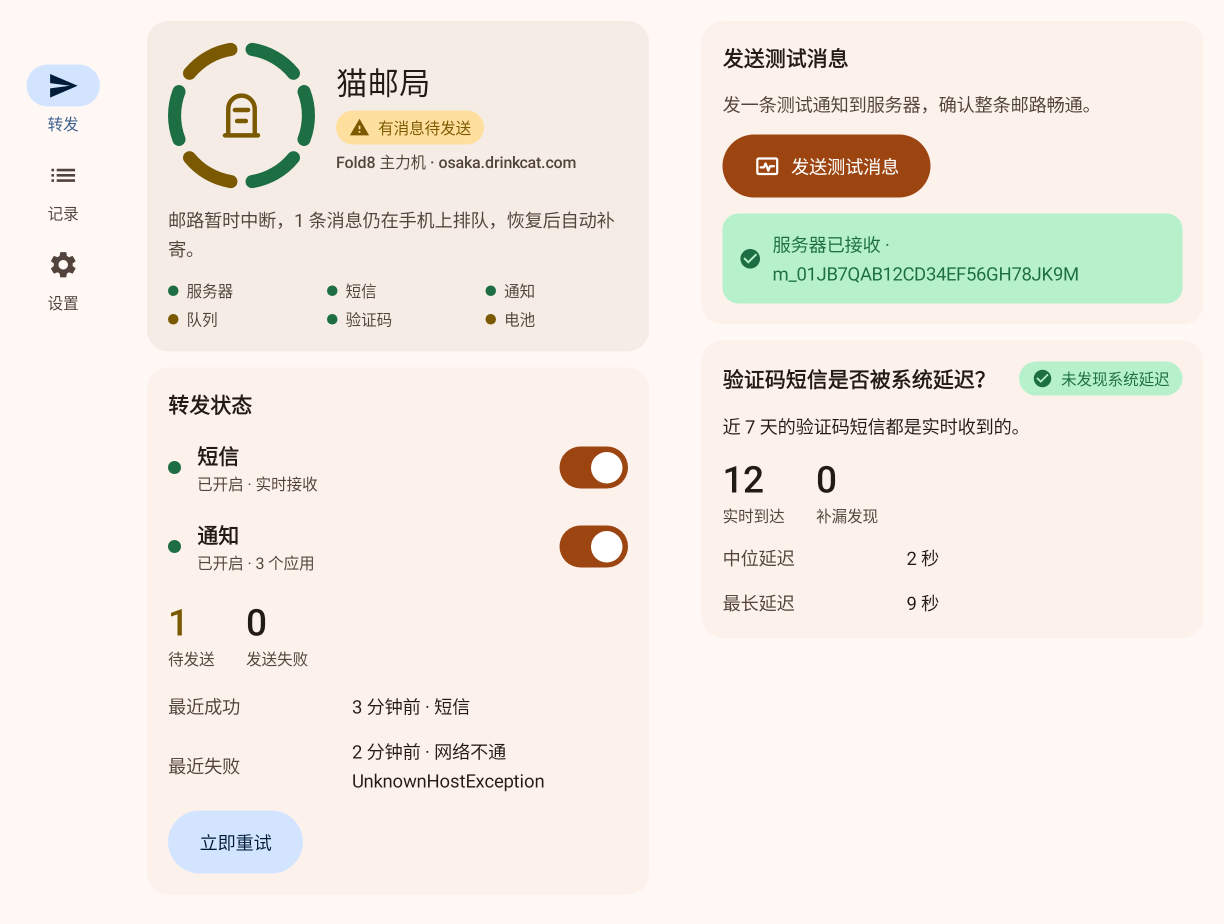 转发
记录
设置
猫邮局
有消息待发送
Fold8 主力机 · osaka.drinkcat.com
邮路暂时中断，1 条消息仍在手机上排队，恢复后自动补
寄。
服务器
短信
通知
队列
验证码
电池
转发状态
短信
已开启 · 实时接收
通知
已开启 · 3 个应用
1
0
待发送
发送失败
最近成功
3 分钟前 · 短信
最近失败
2 分钟前 · 网络不通
UnknownHostException
立即重试
发送测试消息
发一条测试通知到服务器，确认整条邮路畅通。
发送测试消息
服务器已接收 ·
m_01JB7QAB12CD34EF56GH78JK9M
验证码短信是否被系统延迟？
未发现系统延迟
近 7 天的验证码短信都是实时收到的。
12
0
实时到达
补漏发现
中位延迟
2 秒
最长延迟
9 秒